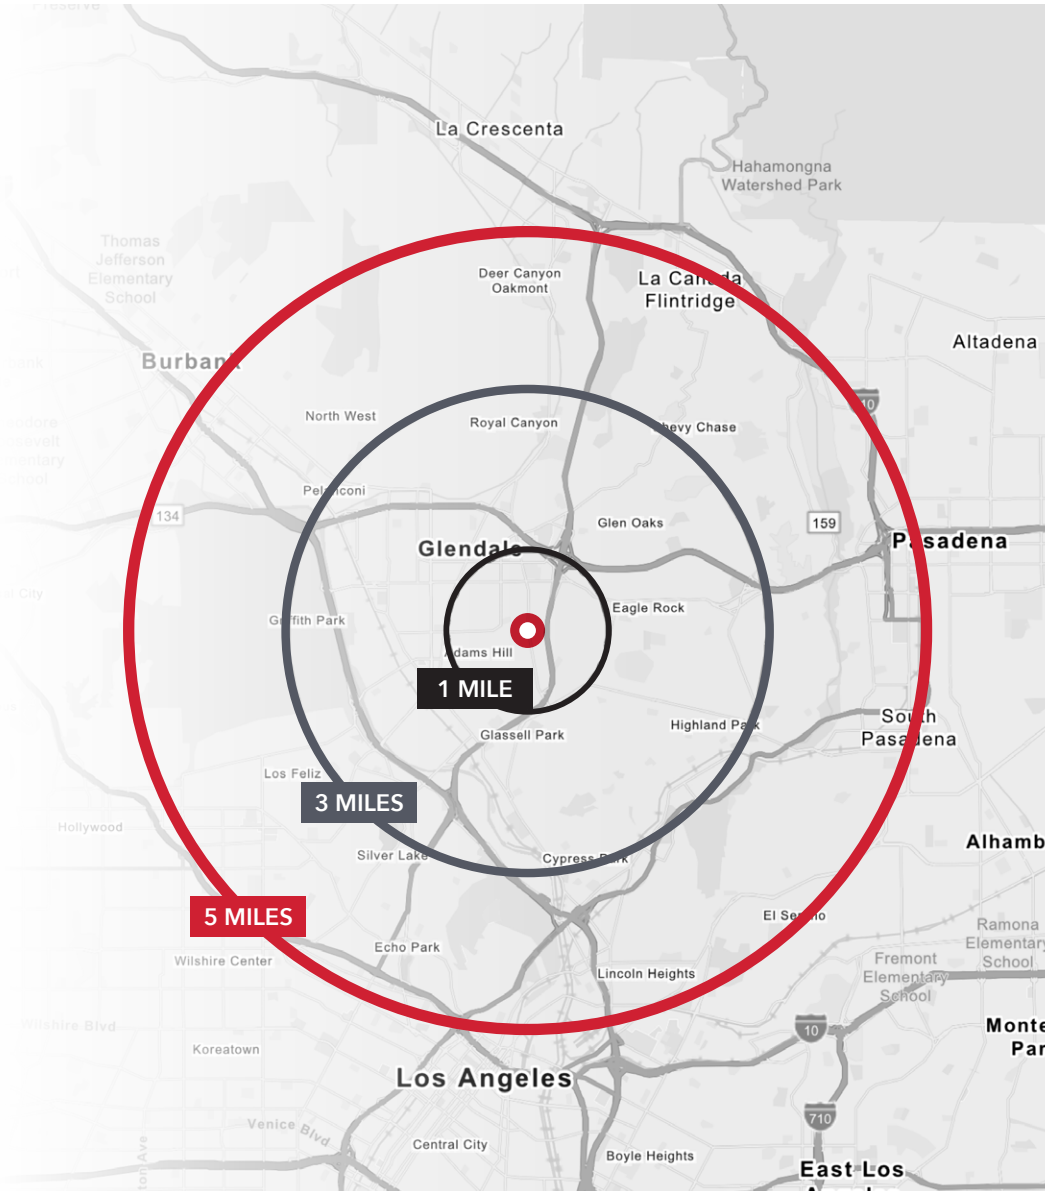 Preserve
La Crescenta
Hahamongna
Watershed Park
Thomas
Jefferson
Elementary
School
Deer Canyon
Oakmont
La Canada
Flintridge
Altadena
Burbank
North West
Royal Canyon
Chevy Chase
Pelanconi
134
Glen Oaks
159
Glendale
Pasadena
Eagle Rock
Griffith Park
Adams Hill
1 MILE
Glassell Park
Highland Park
South
Pasadena
Los Feliz
3 MILES
Hollywood
Silver Lake
Cypress Park
Alhamb
5 MILES
El Sereno
Echo Park
Wilshire Center
Lincoln Heights
Ramona
Elementary
School
Fremont
Elementary
School
Wilshire Blvd
10
Monte
Par
Koreatown
Los Angeles
710
Venice Blvd
Central City
Boyle Heights
East Los